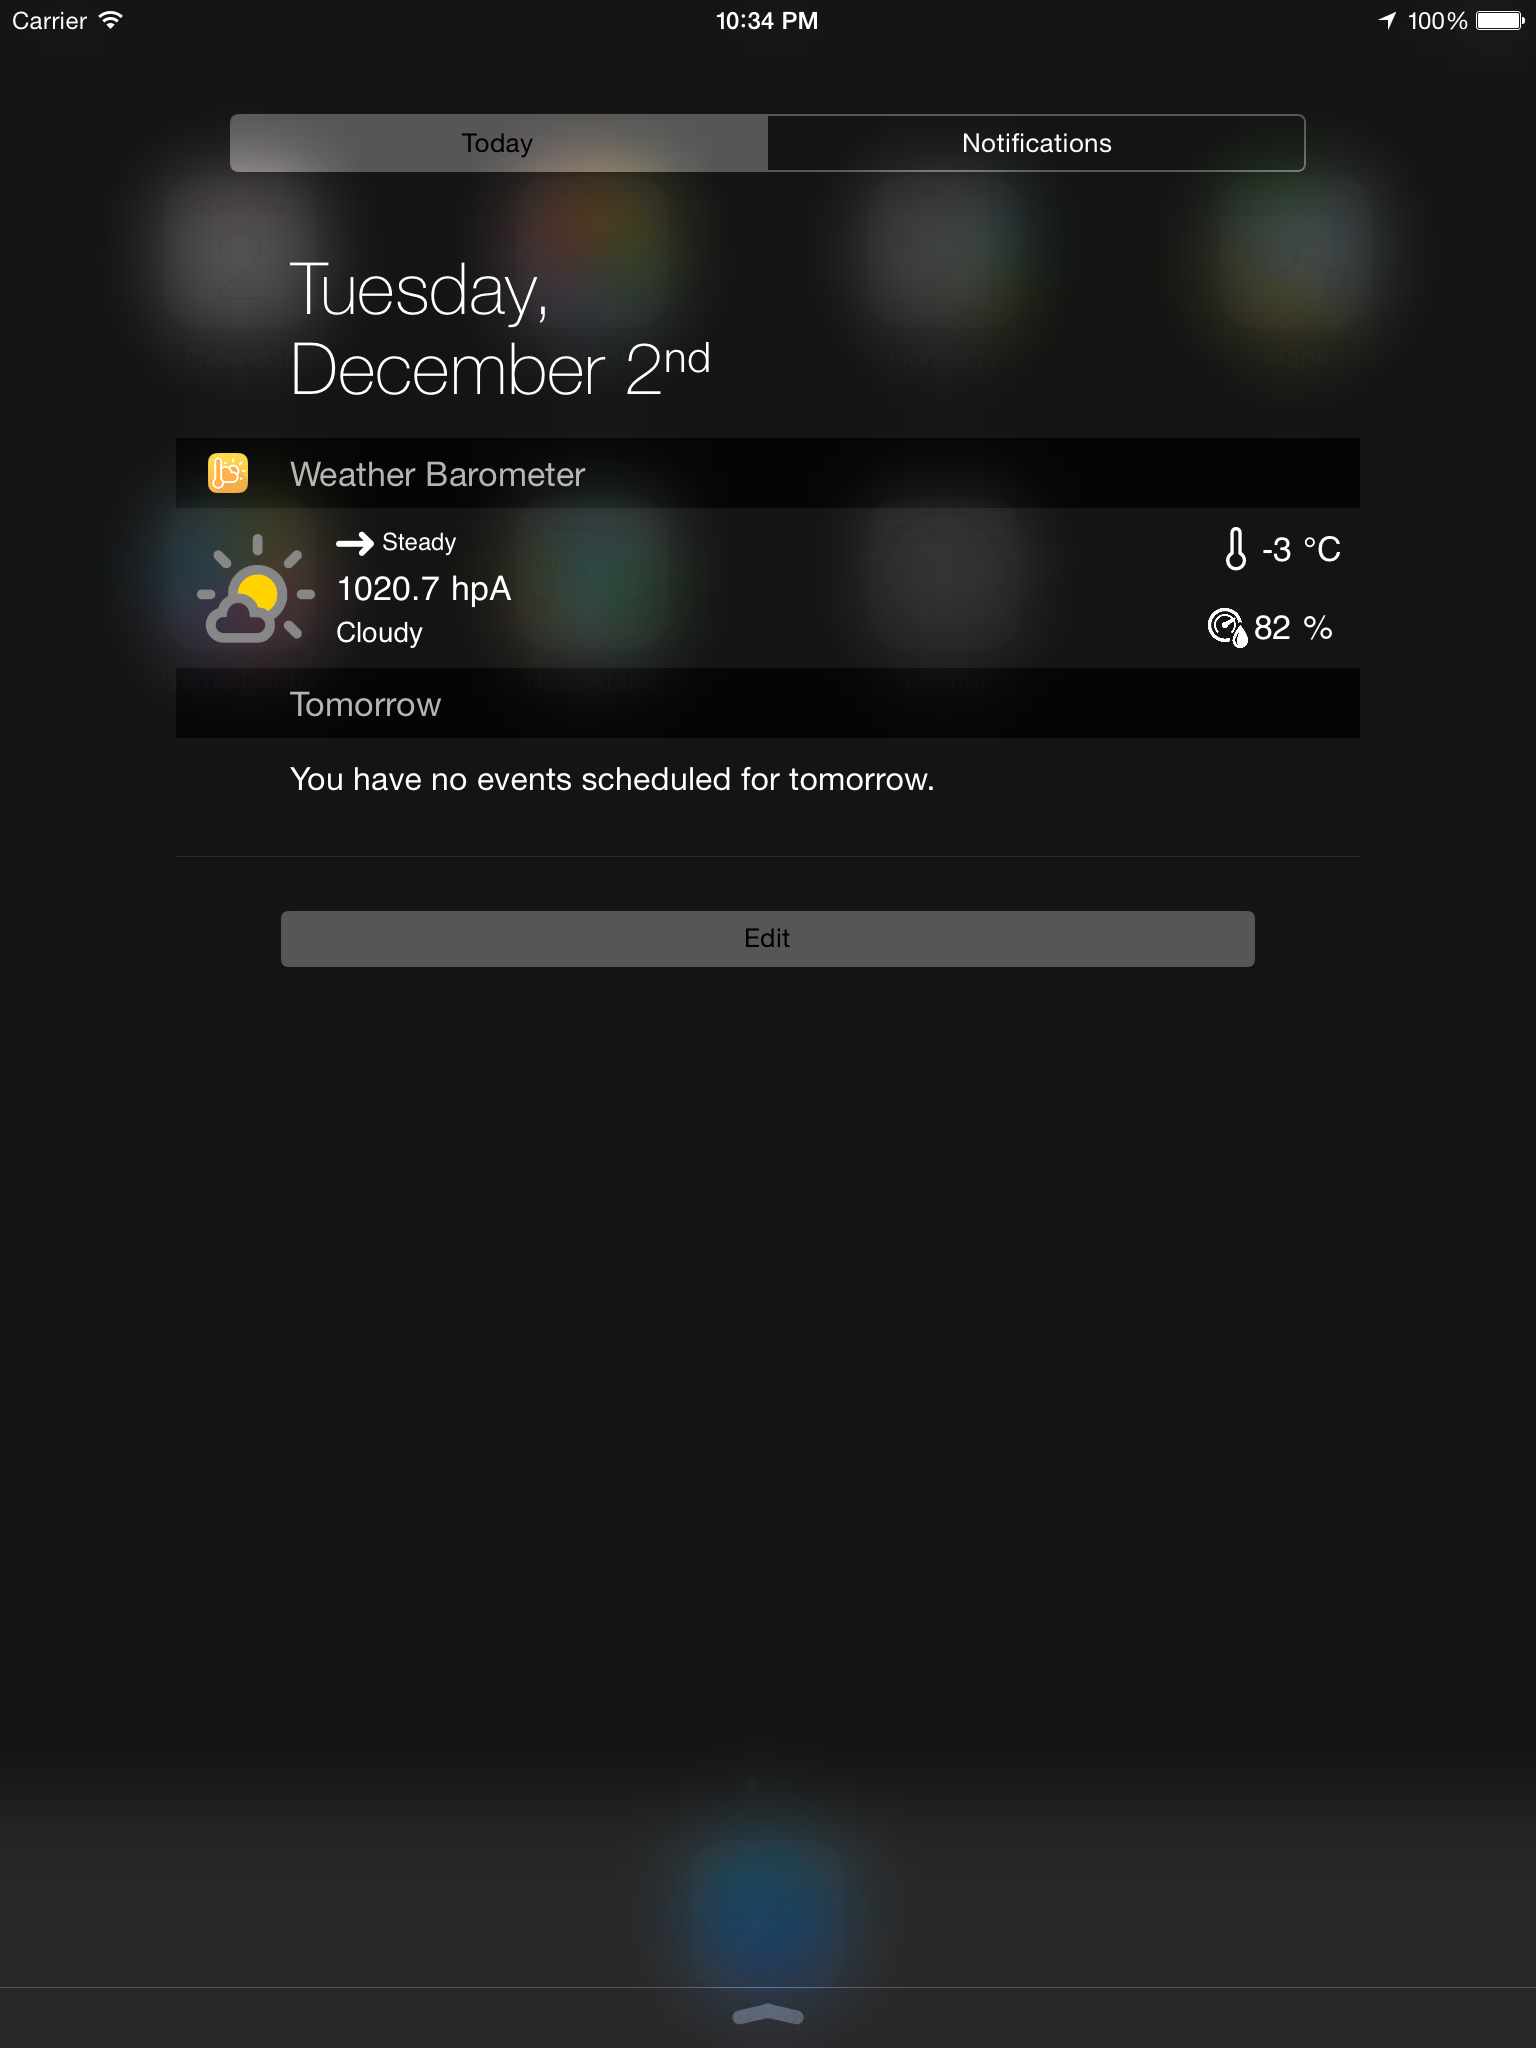 Carrier 10:34 PM 100%
Today Notifications
Tuesday,
December 2nd
Weather Barometer
Steady -3 °C
1020.7 hpA
Cloudy 82 %
Tomorrow
You have no events scheduled for tomorrow.
Edit